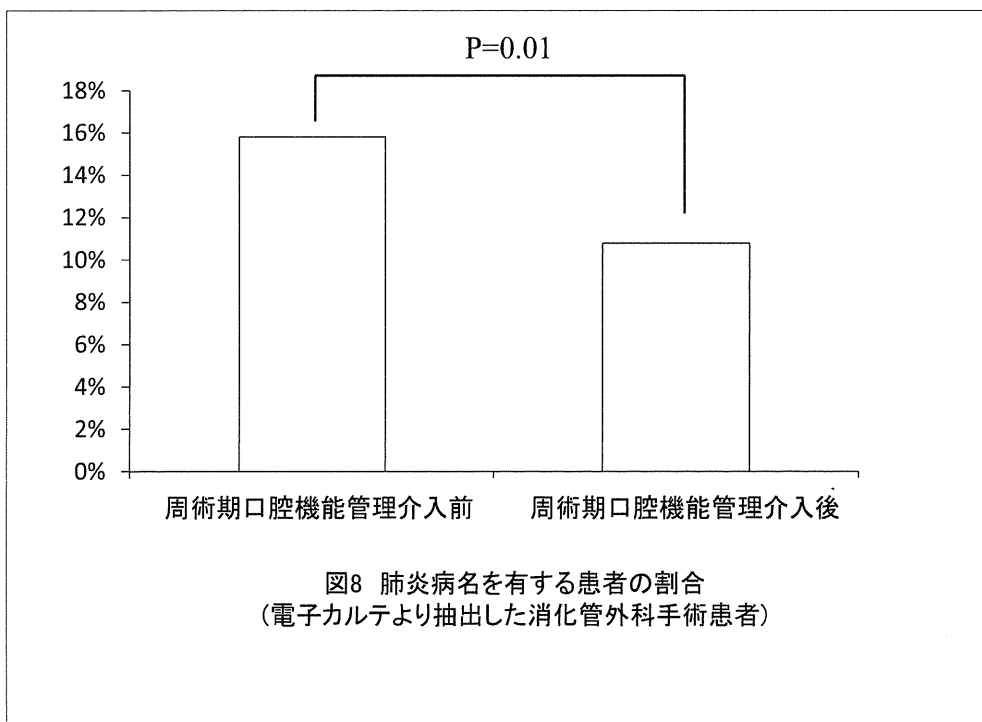 P=0.01
18%
16%
14%
12%
10%
8%
6%
4%
2%
0%
周術期口腔機能管理介入前 周術期口腔機能管理介入後
図8 肺炎病名を有する患者の割合
(電子カルテより抽出した消化管外科手術患者)